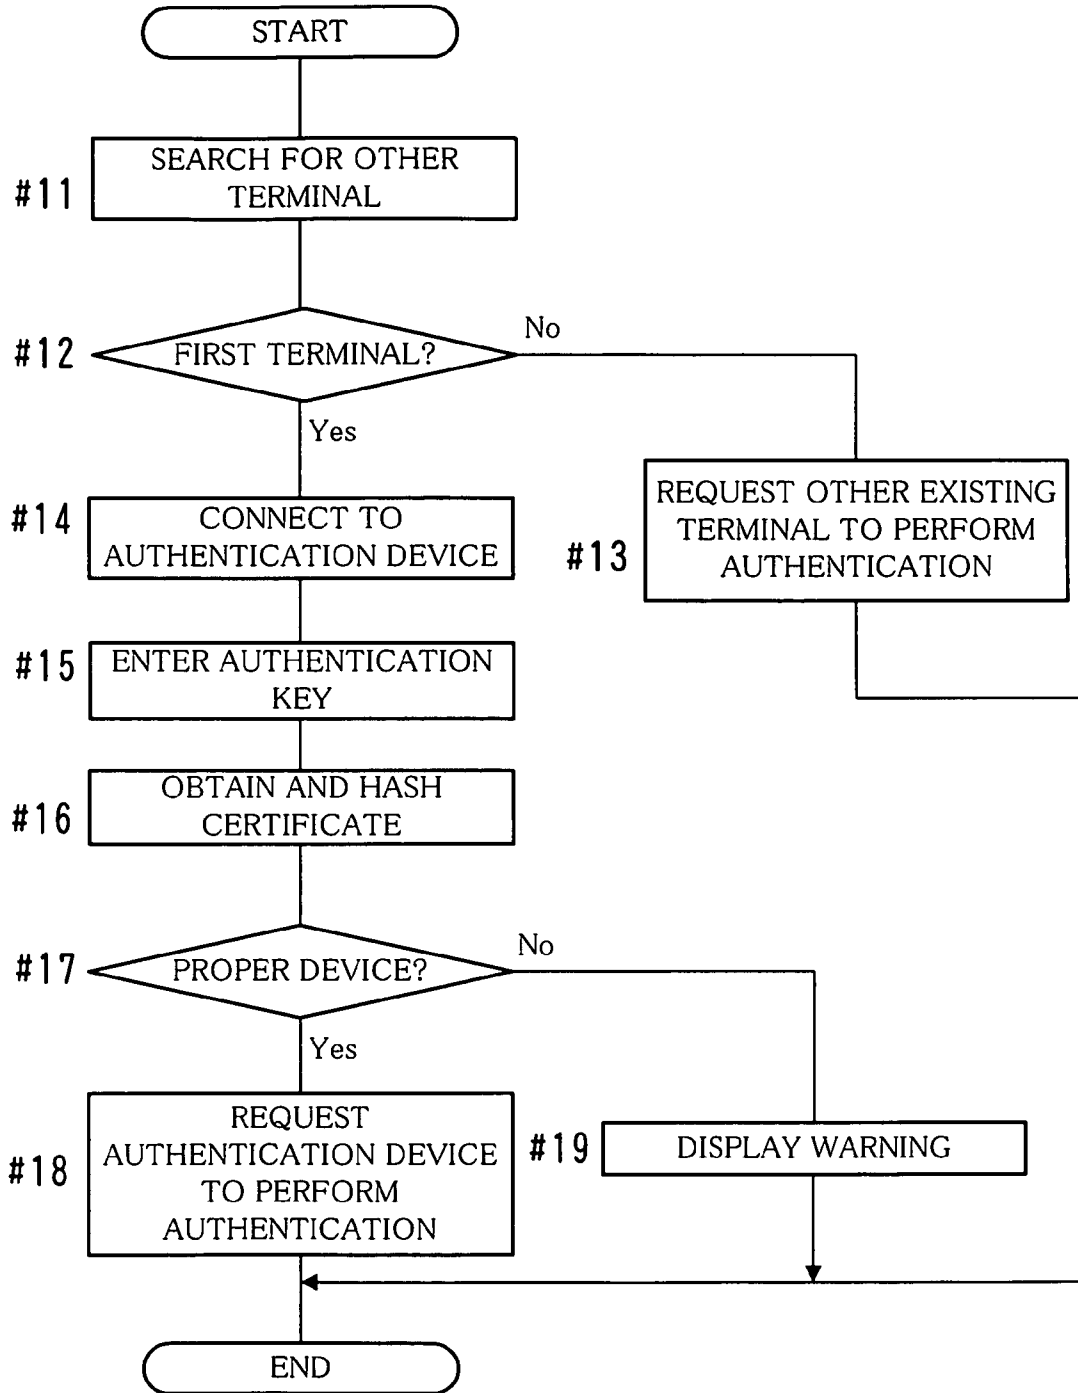 START
#11
SEARCH FOR OTHER
TERMINAL
#12
FIRST TERMINAL?
No
Yes
#14
CONNECT TO
AUTHENTICATION DEVICE
#13
REQUEST OTHER EXISTING
TERMINAL TO PERFORM
AUTHENTICATION
#15
ENTER AUTHENTICATION
KEY
#16
OBTAIN AND HASH
CERTIFICATE
#17
PROPER DEVICE?
No
Yes
#18
REQUEST
AUTHENTICATION DEVICE
TO PERFORM
AUTHENTICATION
#19
DISPLAY WARNING
END